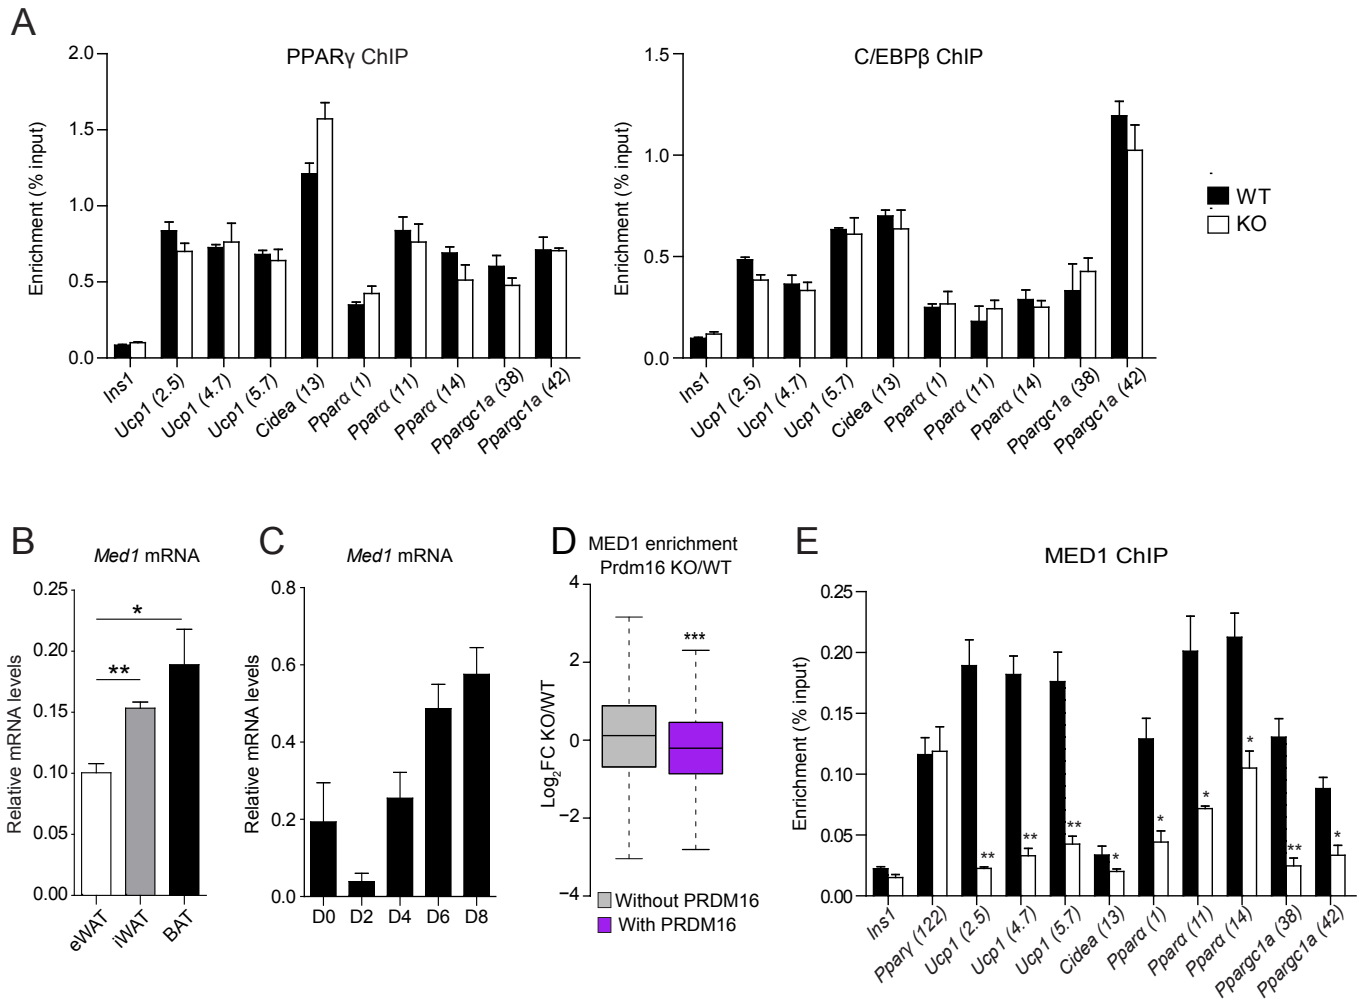 A
PPARγ ChIP
Enrichment (% input)
2.0
1.5
1.0
0.5
0.0
Ins1
Ucp1 (2.5)
Ucp1 (4.7)
Ucp1 (5.7)
Cidea (13)
Pparα (1)
Pparα (11)
Pparα (14)
Ppargc1a (38)
Ppargc1a (42)
C/EBPβ ChIP
Enrichment (% input)
1.5
1.0
0.5
0.0
Ins1
Ucp1 (2.5)
Ucp1 (4.7)
Ucp1 (5.7)
Cidea (13)
Pparα (1)
Pparα (11)
Pparα (14)
Ppargc1a (38)
Ppargc1a (42)
WT
KO
B
Med1 mRNA
Relative mRNA levels
0.25
0.20
0.15
0.10
0.05
0.00
*
**
eWAT
iWAT
BAT
C
Med1 mRNA
Relative mRNA levels
0.8
0.6
0.4
0.2
0.0
D0 D2 D4 D6 D8
D
MED1 enrichment
Prdm16 KO/WT
Log2FC KO/WT
4
2
0
−2
−4
***
Without PRDM16
With PRDM16
E
MED1 ChIP
Enrichment (% input)
0.25
0.20
0.15
0.10
0.05
0.00
**
**
**
*
*
*
*
**
*
Ins1
Pparγ (122)
Ucp1 (2.5)
Ucp1 (4.7)
Ucp1 (5.7)
Cidea (13)
Pparα (1)
Pparα (11)
Pparα (14)
Ppargc1a (38)
Ppargc1a (42)